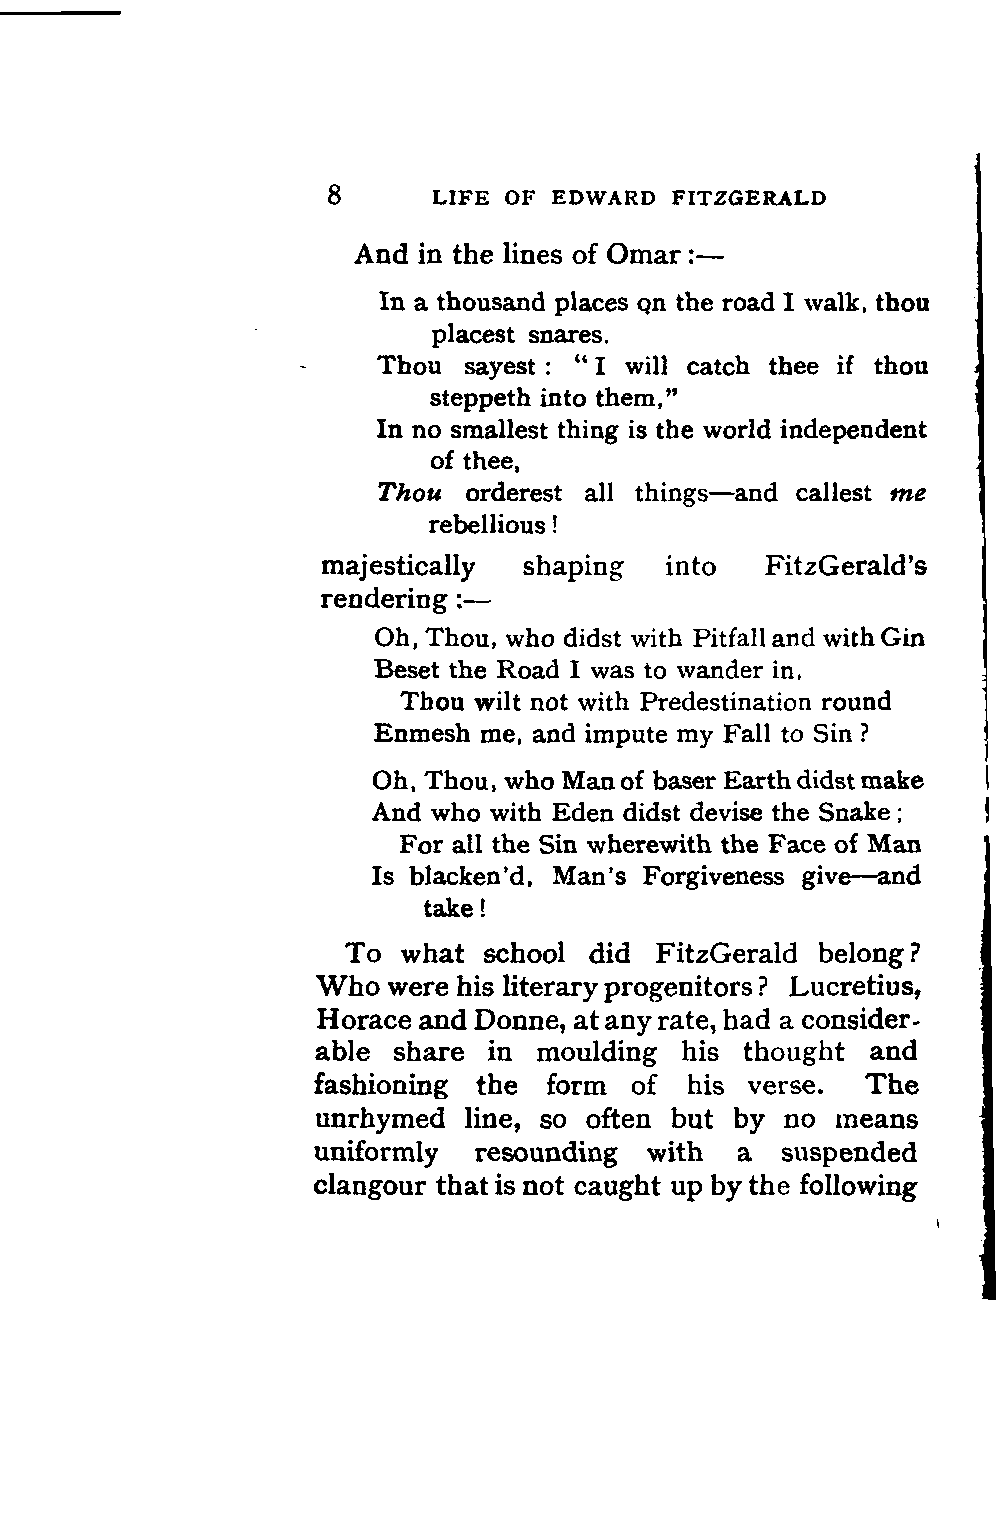 8 LIFE OF EDWARD FITZGERALD
And in the lines of Omar :—
In a thousand places on the road I walk, thou
placest snares.
Thou sayest : “ I will catch thee if thou
steppeth into them,”
In no smallest thing is the world independent
of thee,
Thou orderest all things—and callest me
rebellious !
majestically shaping into FitzGerald's
rendering :—
Oh, Thou, who didst with Pitfall and with Gin
Beset the Road I was to wander in,
Thou wilt not with Predestination round
Enmesh me, and impute my Fall to Sin ?
Oh, Thou, who Man of baser Earth didst make
And who with Eden didst devise the Snake ;
For all the Sin wherewith the Face of Man
Is blacken'd, Man's Forgiveness give—and
take !
To what school did FitzGerald belong ?
Who were his literary progenitors ? Lucretius,
Horace and Donne, at any rate, had a consider-
able share in moulding his thought and
fashioning the form of his verse. The
unrhymed line, so often but by no means
uniformly resounding with a suspended
clangour that is not caught up by the following